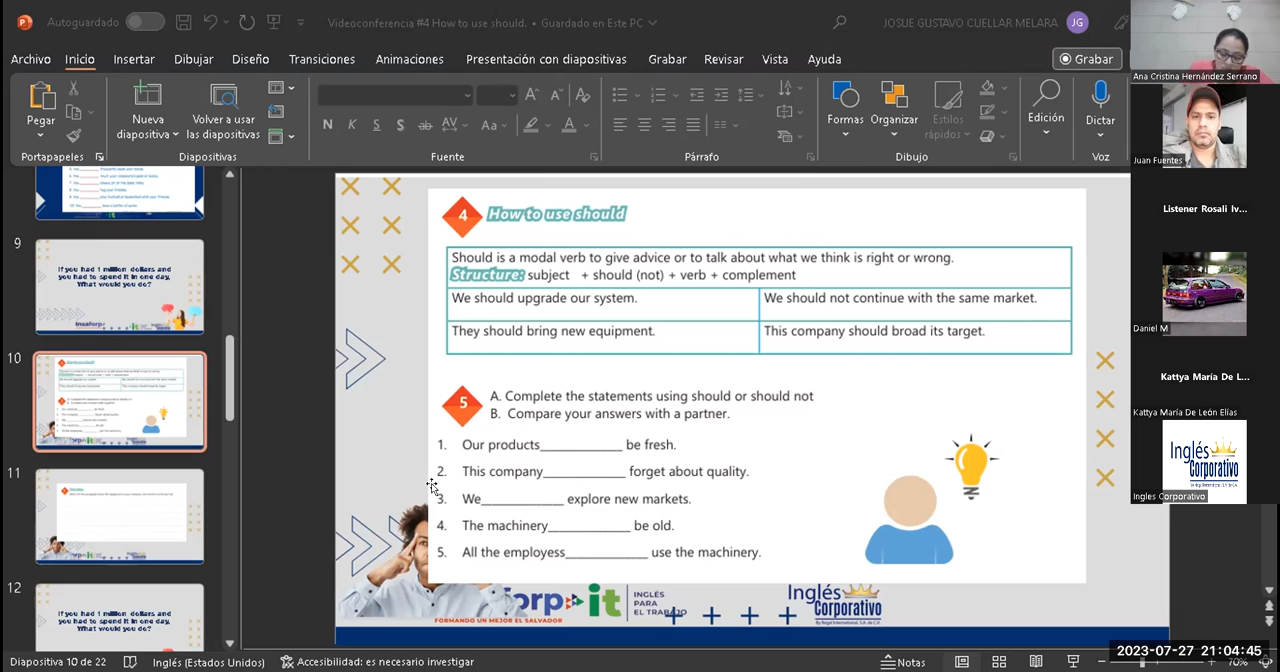 Autoguardado
Videoconferencia #4 How to use should. • Guardado en Este PC
JOSUE GUSTAVO CUELLAR MELARA
JG
Archivo
Inicio
Insertar
Dibujar
Diseño
Transiciones
Animaciones
Presentación con diapositivas
Grabar
Revisar
Vista
Ayuda
Grabar
Pegar
Nueva diapositiva
Volver a usar las diapositivas
N K S S ab AV Aa A
Formas
Organizar
Estilos rápidos
Edición
Dictar
Portapapeles
Diapositivas
Fuente
Párrafo
Dibujo
Voz
9
If you had 1 million dollars and
you had to spend it in one day,
What would you do?
10
11
12
If you had 1 million dollars and
you had to spend it in one day,
What would you do?
4
How to use should
Should is a modal verb to give advice or to talk about what we think is right or wrong.
Structure: subject + should (not) + verb + complement
We should upgrade our system.
We should not continue with the same market.
They should bring new equipment.
This company should broad its target.
5
A. Complete the statements using should or should not
B. Compare your answers with a partner.
1. Our products____________ be fresh.
2. This company____________ forget about quality.
3. We____________ explore new markets.
4. The machinery____________ be old.
5. All the employess____________ use the machinery.
orp it
INGLÉS
PARA
EL TRABAJO
FORMANDO UN MEJOR EL SALVADOR
Inglés
Corporativo
Ana Cristina Hernández Serrano
Juan Fuentes
Listener Rosali Iv...
Daniel M
Kattya María De L...
Kattya María De León Elías
Inglés
Corporativo
Ingles Corporativo
Diapositiva 10 de 22
Inglés (Estados Unidos)
Accesibilidad: es necesario investigar
Notas
70%
2023-07-27 21:04:45